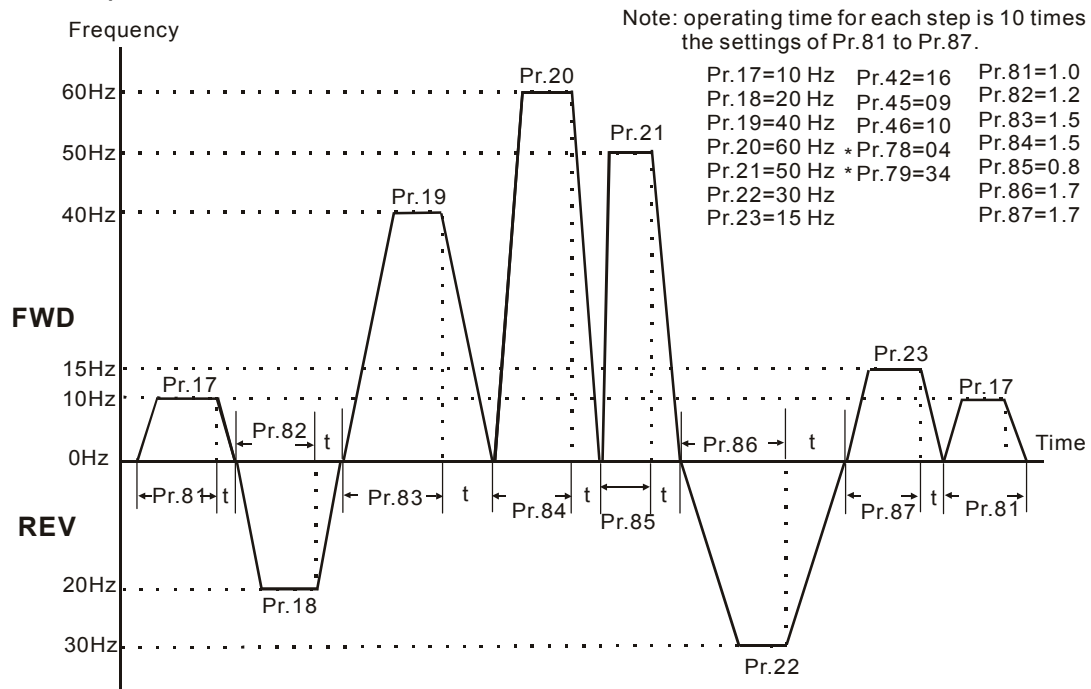 Note: operating time for each step is 10 times
the settings of Pr.81 to Pr.87.
Frequency
Pr.17=10 Hz
Pr.18=20 Hz
Pr.19=40 Hz
Pr.20=60 Hz
Pr.21=50 Hz
Pr.22=30 Hz
Pr.23=15 Hz
Pr.42=16
Pr.45=09
Pr.46=10
*Pr.78=04
*Pr.79=34
Pr.81=1.0
Pr.82=1.2
Pr.83=1.5
Pr.84=1.5
Pr.85=0.8
Pr.86=1.7
Pr.87=1.7
Pr.20
60Hz
Pr.21
50Hz
Pr.19
40Hz
FWD
15Hz
Pr.23
Pr.17
Pr.17
10Hz
Pr.82
t
Pr.86
t
Time
0Hz
Pr.81
t
Pr.83
t
Pr.84
t
Pr.85
t
Pr.87
t
Pr.81
REV
20Hz
Pr.18
30Hz
Pr.22